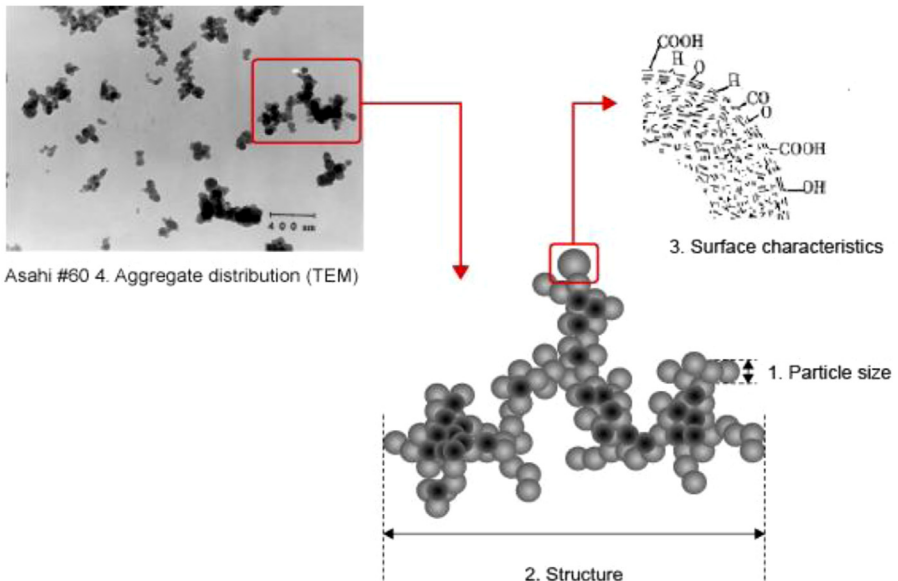 COOH
H
O
H
CO
O
COOH
OH
400 nm
3. Surface characteristics
Asahi #60 4. Aggregate distribution (TEM)
1. Particle size
2. Structure